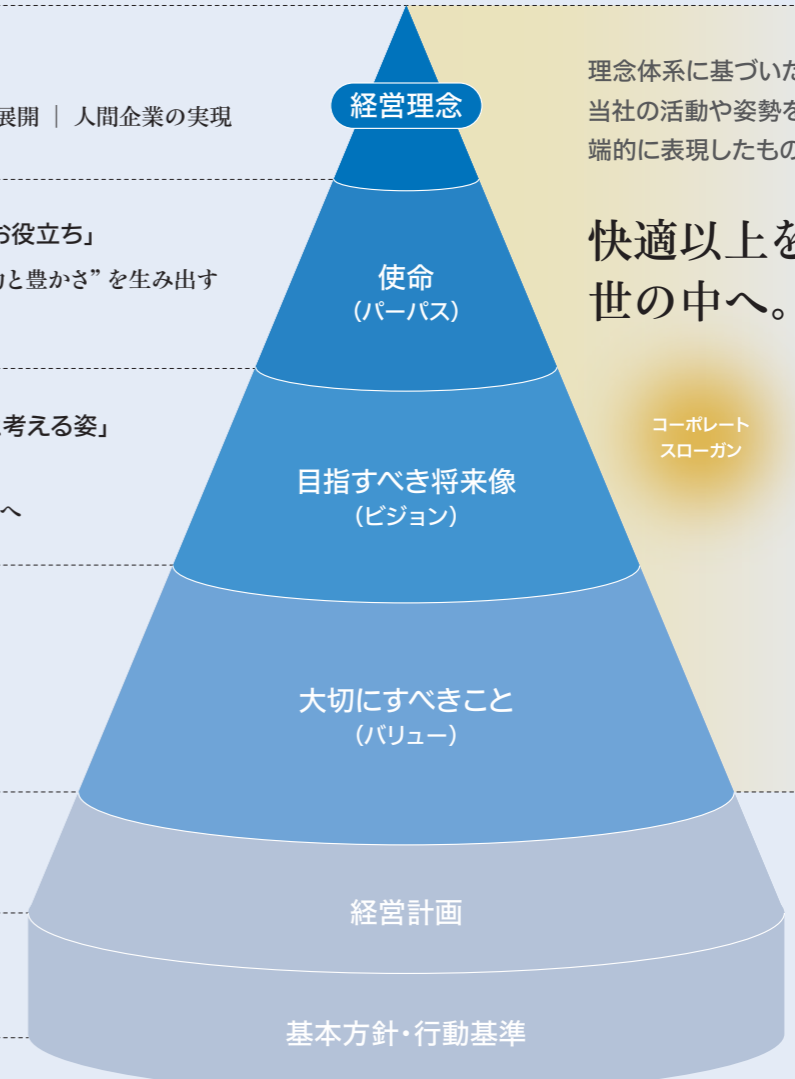 展開 ｜ 人間企業の実現
経営理念
理念体系に基づいた
当社の活動や姿勢を
端的に表現したもの
お役立ち」
と豊かさ” を生み出す
使命
（パーパス）
快適以上を
世の中へ。
考える姿」
へ
コーポレート
スローガン
目指すべき将来像
（ビジョン）
大切にすべきこと
（バリュー）
経営計画
基本方針・行動基準